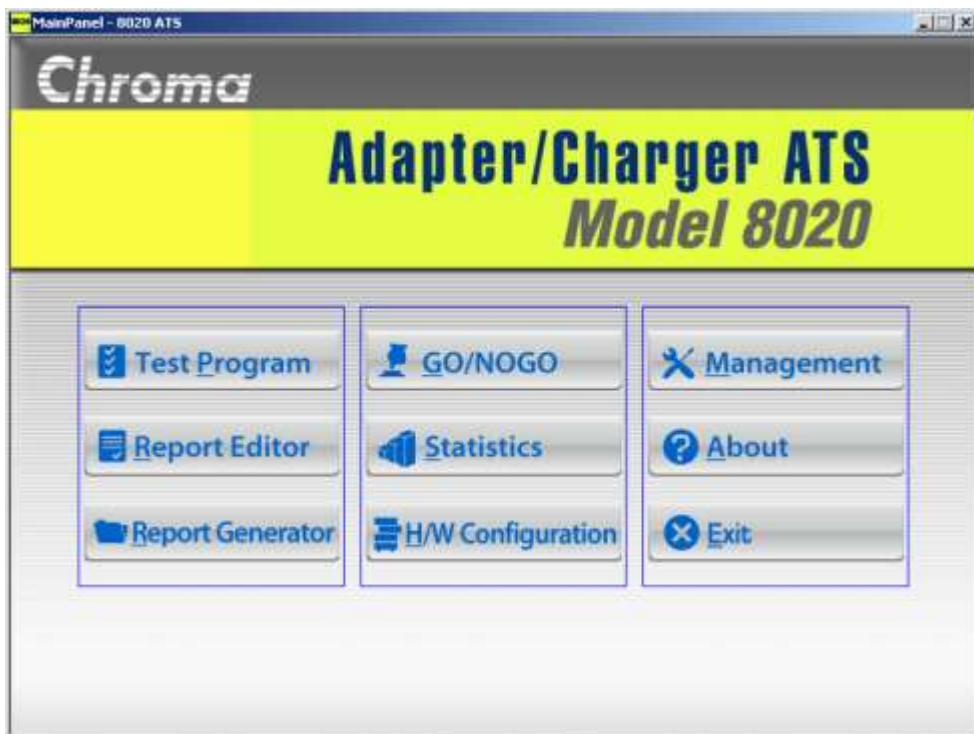 MainPanel - 8020 ATS
Chroma
Adapter/Charger ATS
Model 8020
Test Program
GO/NOGO
Management
Report Editor
Statistics
About
Report Generator
H/W Configuration
Exit